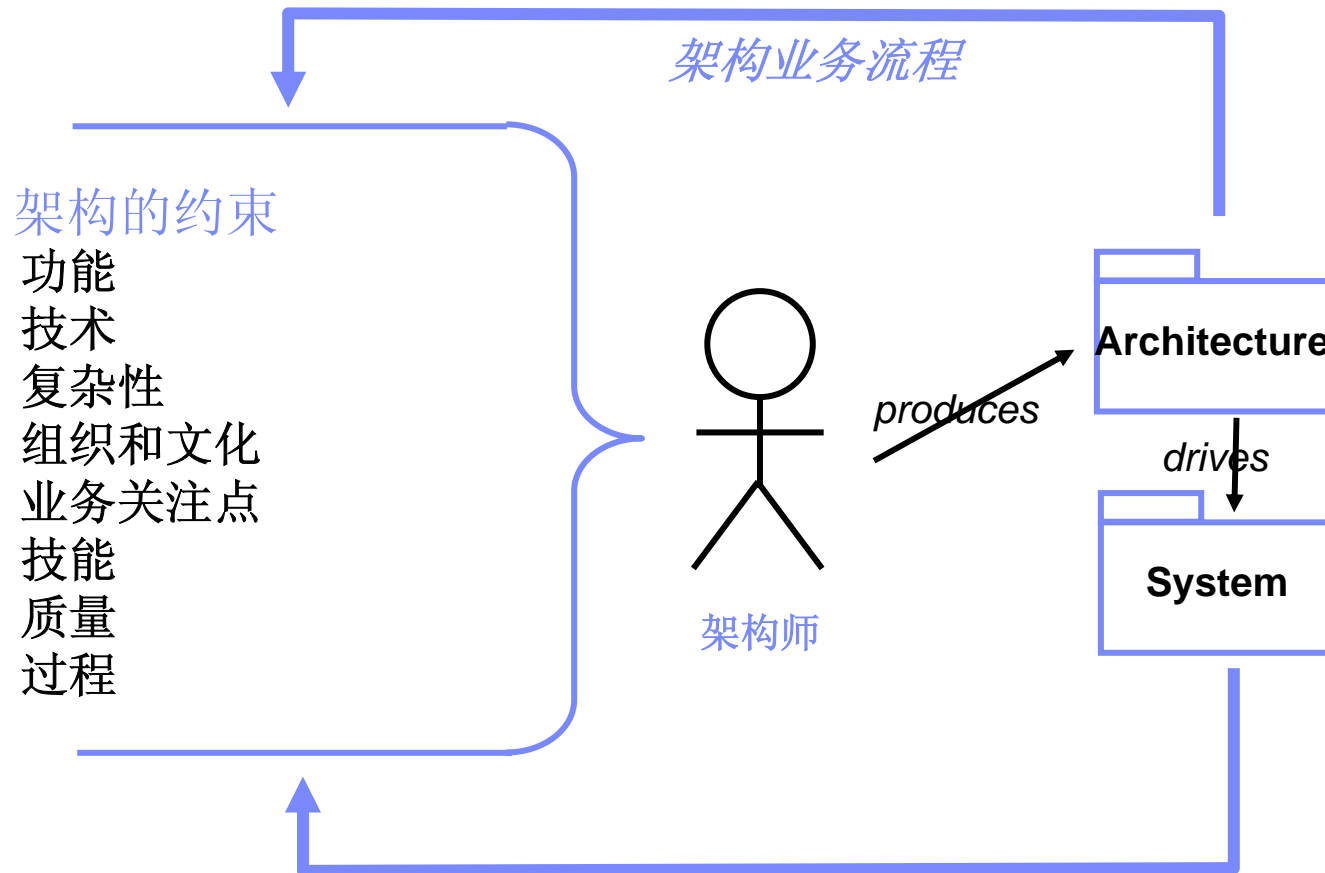 架构业务流程
架构的约束
功能
技术
复杂性
组织和文化
业务关注点
技能
质量
过程
produces
架构师
Architecture
drives
System